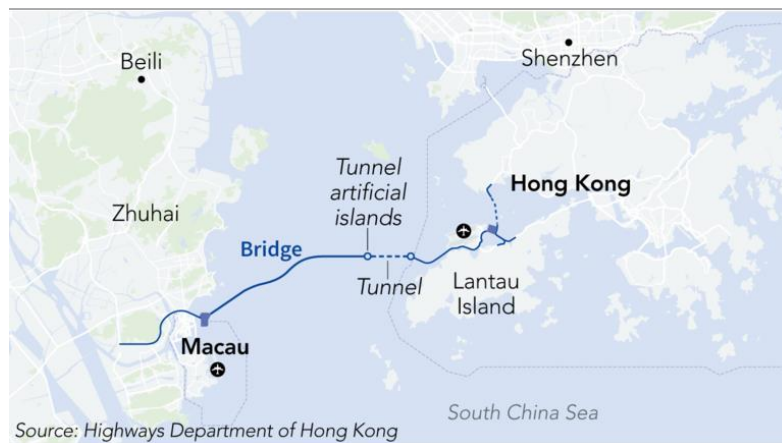 Beili
Shenzhen
Tunnel
artificial
islands
Hong Kong
Zhuhai
Bridge
Tunnel
Lantau
Island
Macau
South China Sea
Source: Highways Department of Hong Kong